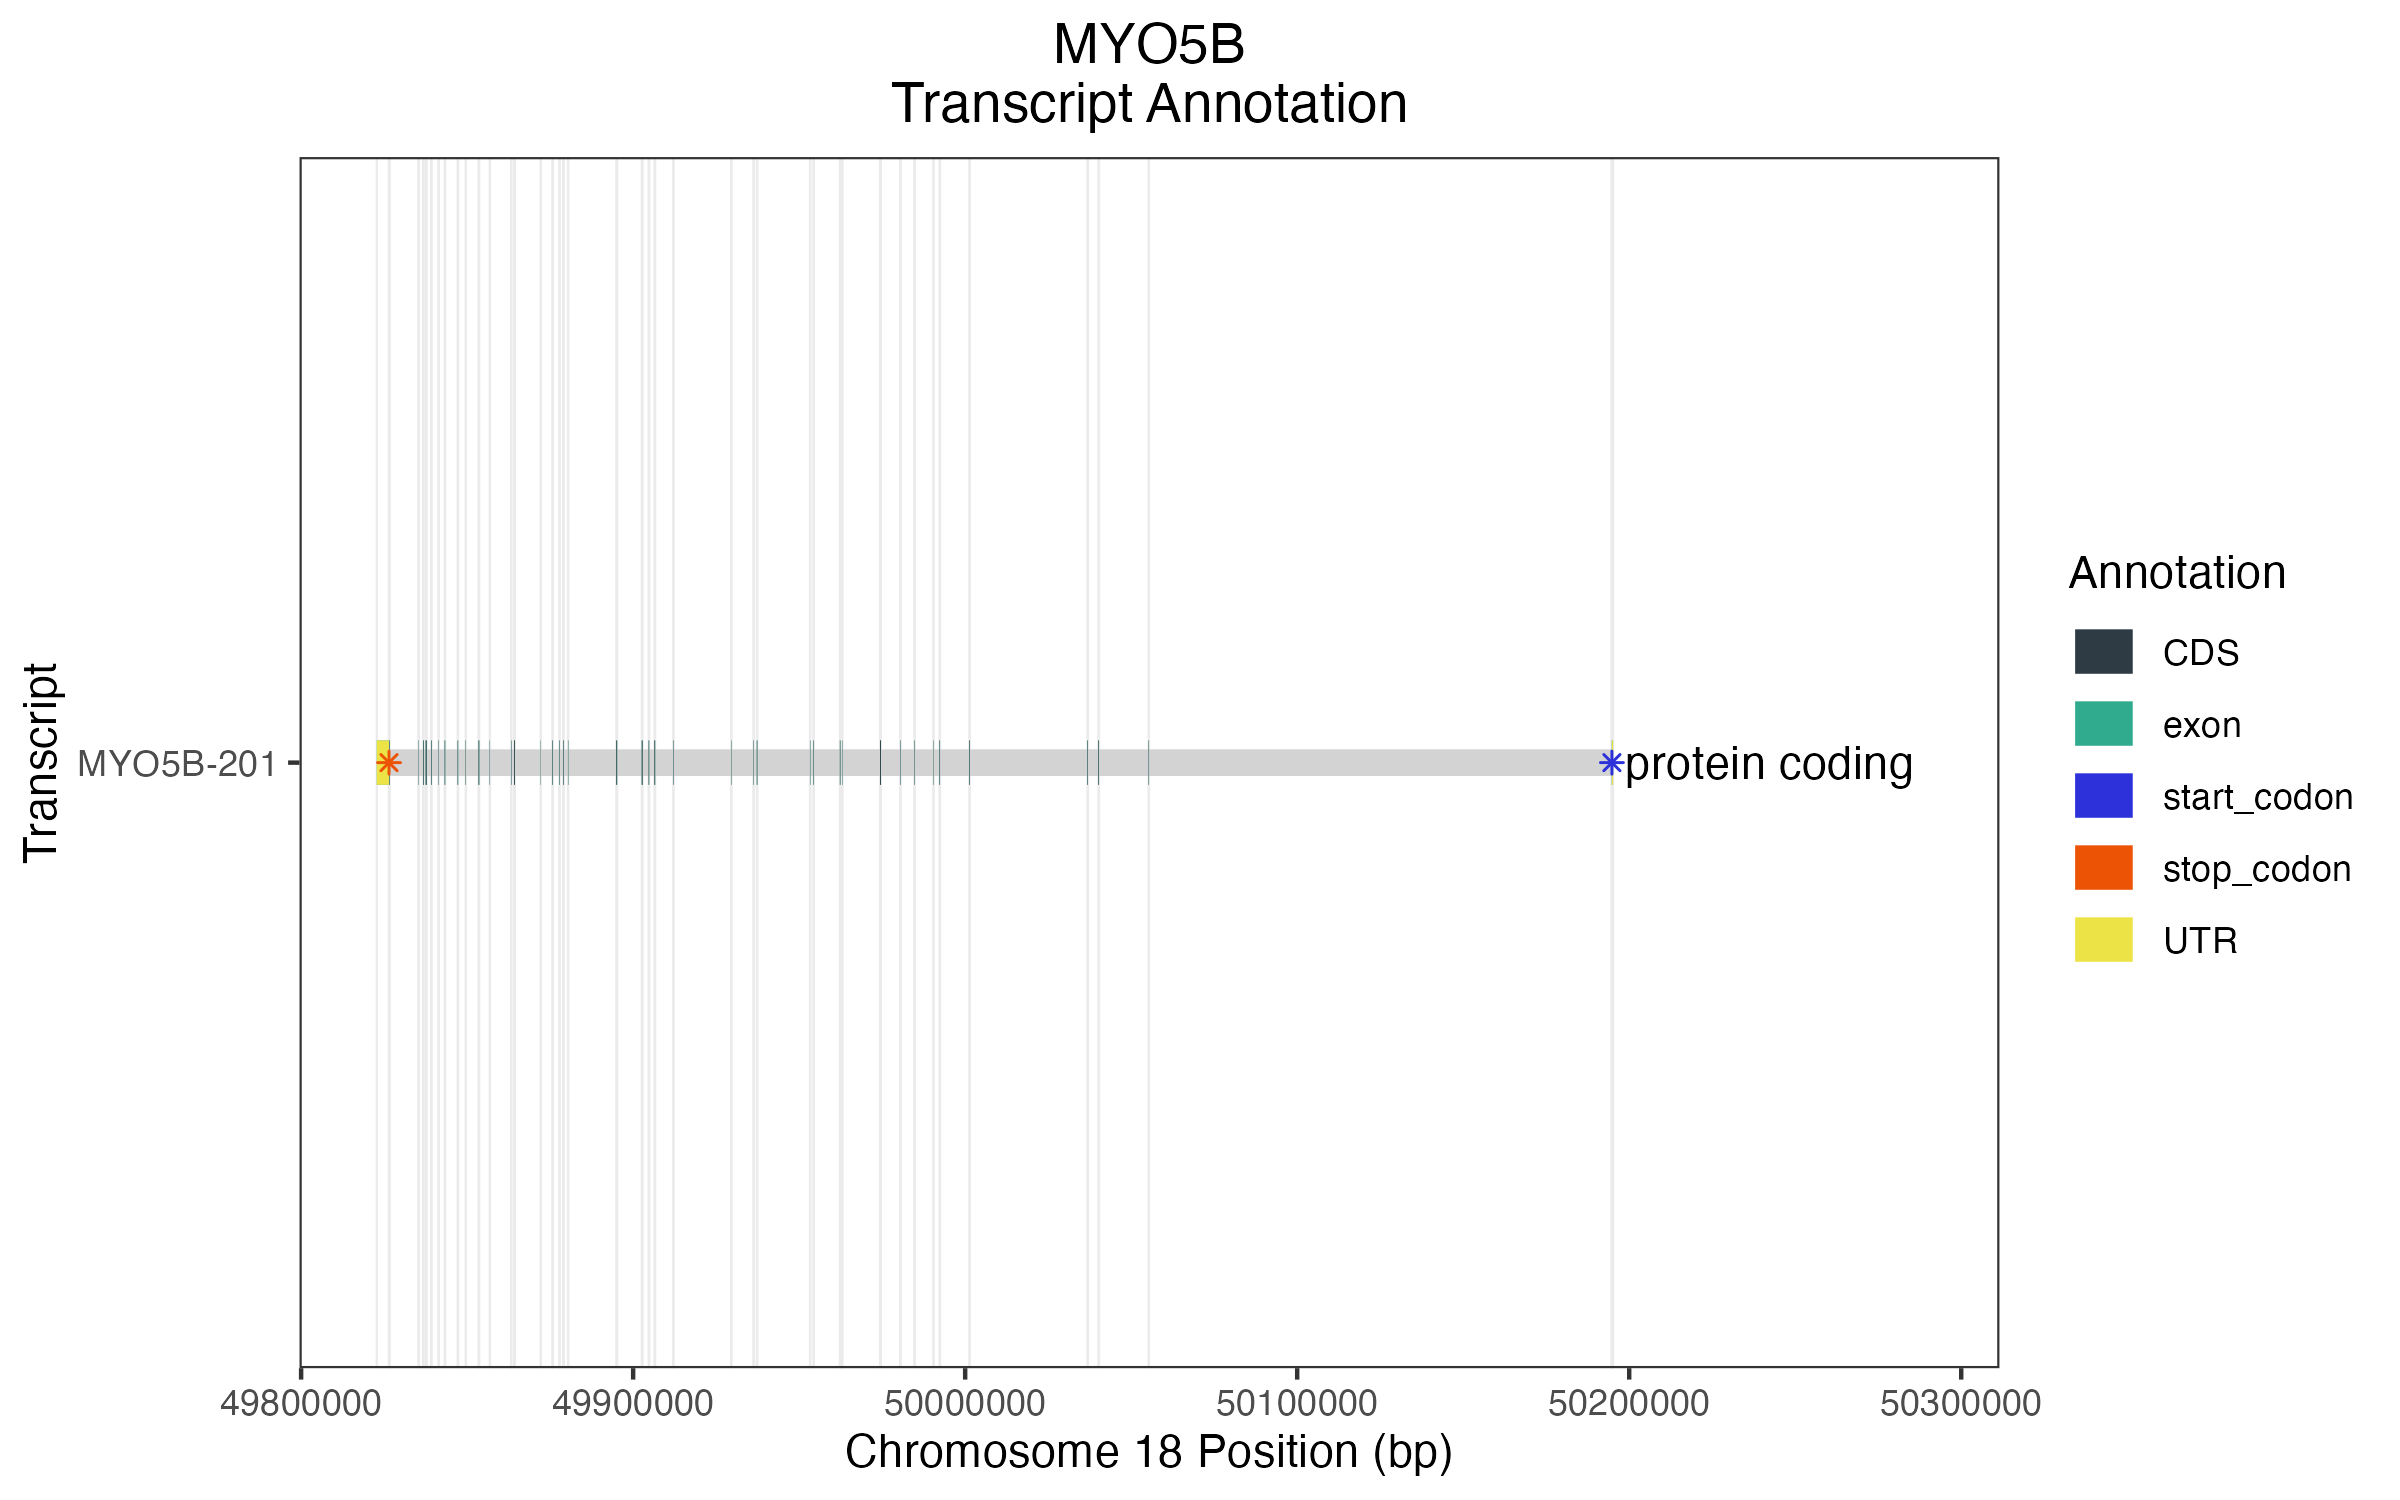 MYO5B
Transcript Annotation
Transcript
MYO5B-201
protein coding
49800000
49900000
50000000
50100000
50200000
50300000
Chromosome 18 Position (bp)
Annotation
CDS
exon
start_codon
stop_codon
UTR